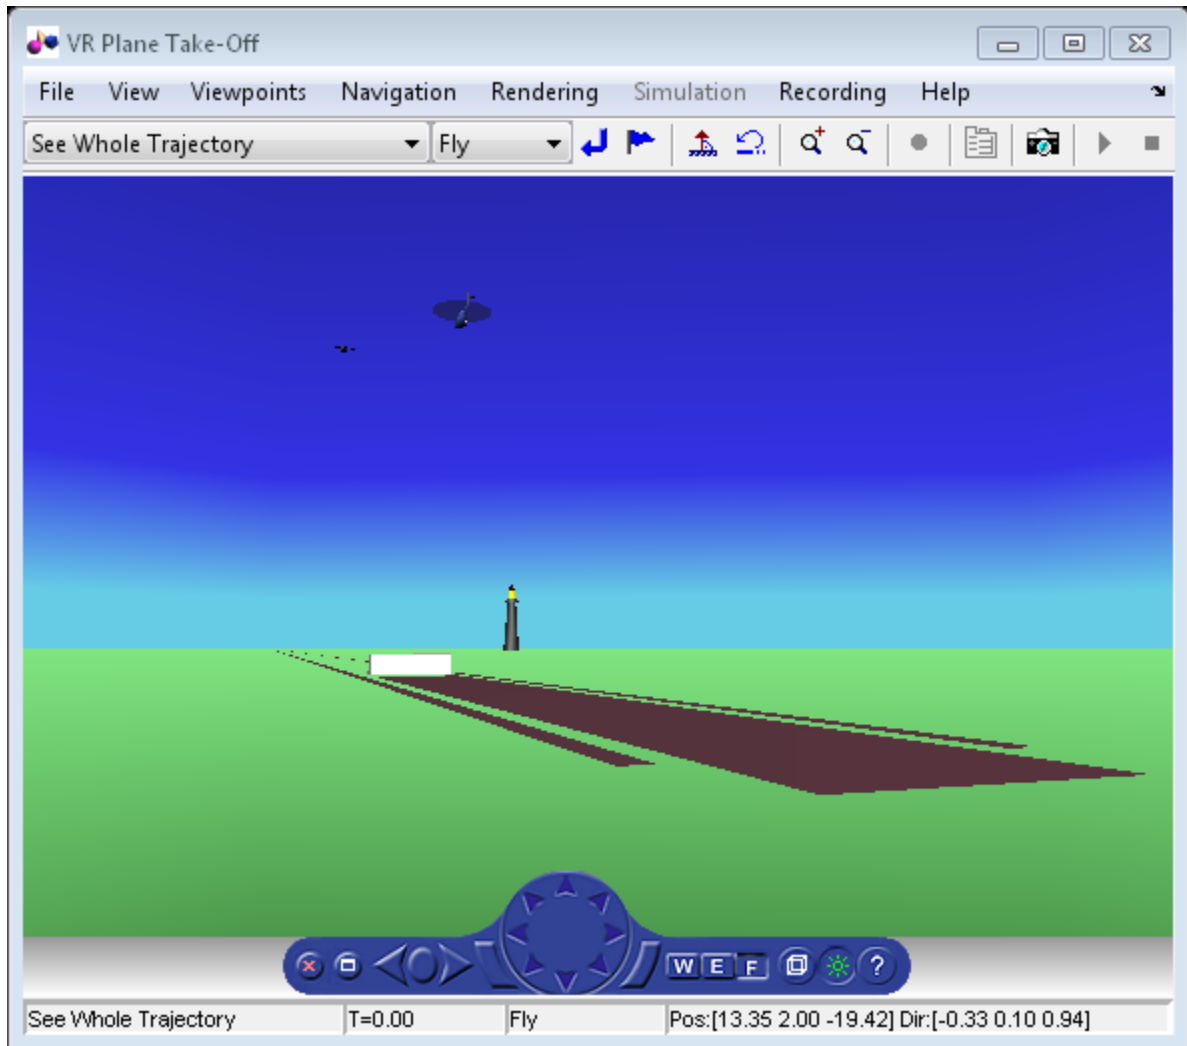 VR Plane Take-Off
File View Viewpoints Navigation Rendering Simulation Recording Help
See Whole Trajectory Fly
W E F ?
See Whole Trajectory T=0.00 Fly Pos:[13.35 2.00 -19.42] Dir:[-0.33 0.10 0.94]